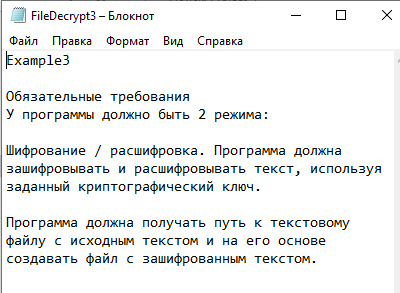 FileDecrypt3 – Блокнот
Файл Правка Формат Вид Справка
Example3
Обязательные требования
У программы должно быть 2 режима:
Шифрование / расшифровка. Программа должна
зашифровывать и расшифровывать текст, используя
заданный криптографический ключ.
Программа должна получать путь к текстовому
файлу с исходным текстом и на его основе
создавать файл с зашифрованным текстом.